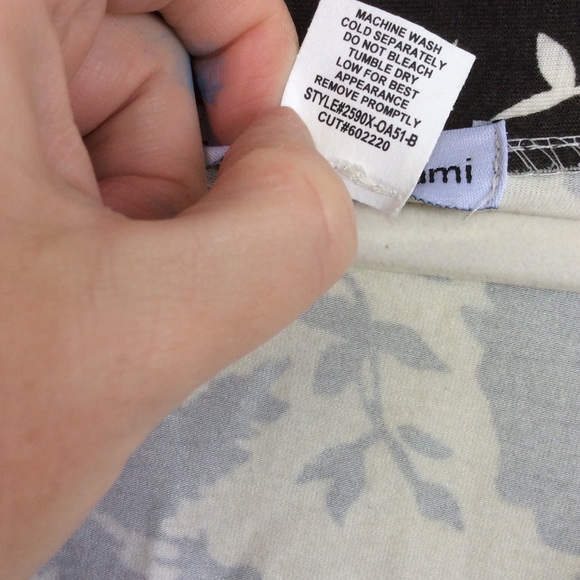 MACHINE WASH
COLD SEPARATELY
DO NOT BLEACH
TUMBLE DRY
LOW FOR BEST
APPEARANCE
REMOVE PROMPTLY
STYLE#2590X-OA51-B
CUT#602220